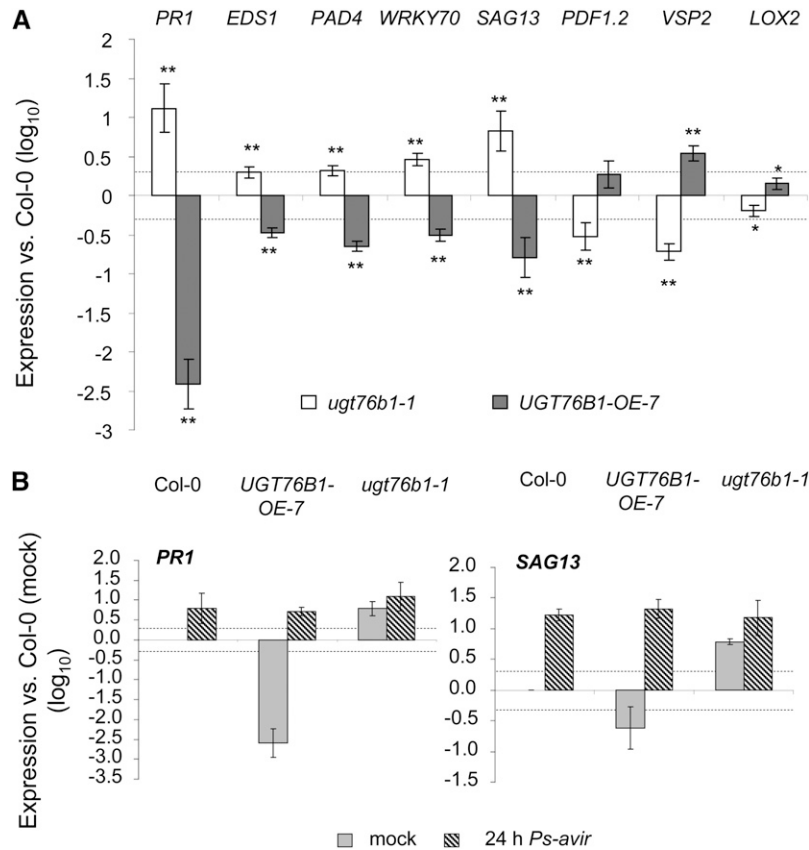 A
PR1 EDS1 PAD4 WRKY70 SAG13 PDF1.2 VSP2 LOX2
Expression vs. Col-0 (log10)
2
1.5
1
0.5
0
-0.5
-1
-1.5
-2
-2.5
-3
** ** ** ** ** ** *
** ** ** ** ** ** ** *
ugt76b1-1 UGT76B1-OE-7
B
Col-0 UGT76B1-OE-7 ugt76b1-1
Col-0 UGT76B1-OE-7 ugt76b1-1
Expression vs. Col-0 (mock)
(log10)
PR1
2.0
1.5
1.0
0.5
0.0
-0.5
-1.0
-1.5
-2.0
-2.5
-3.0
-3.5
SAG13
2.0
1.5
1.0
0.5
0.0
-0.5
-1.0
-1.5
mock 24 h Ps-avir